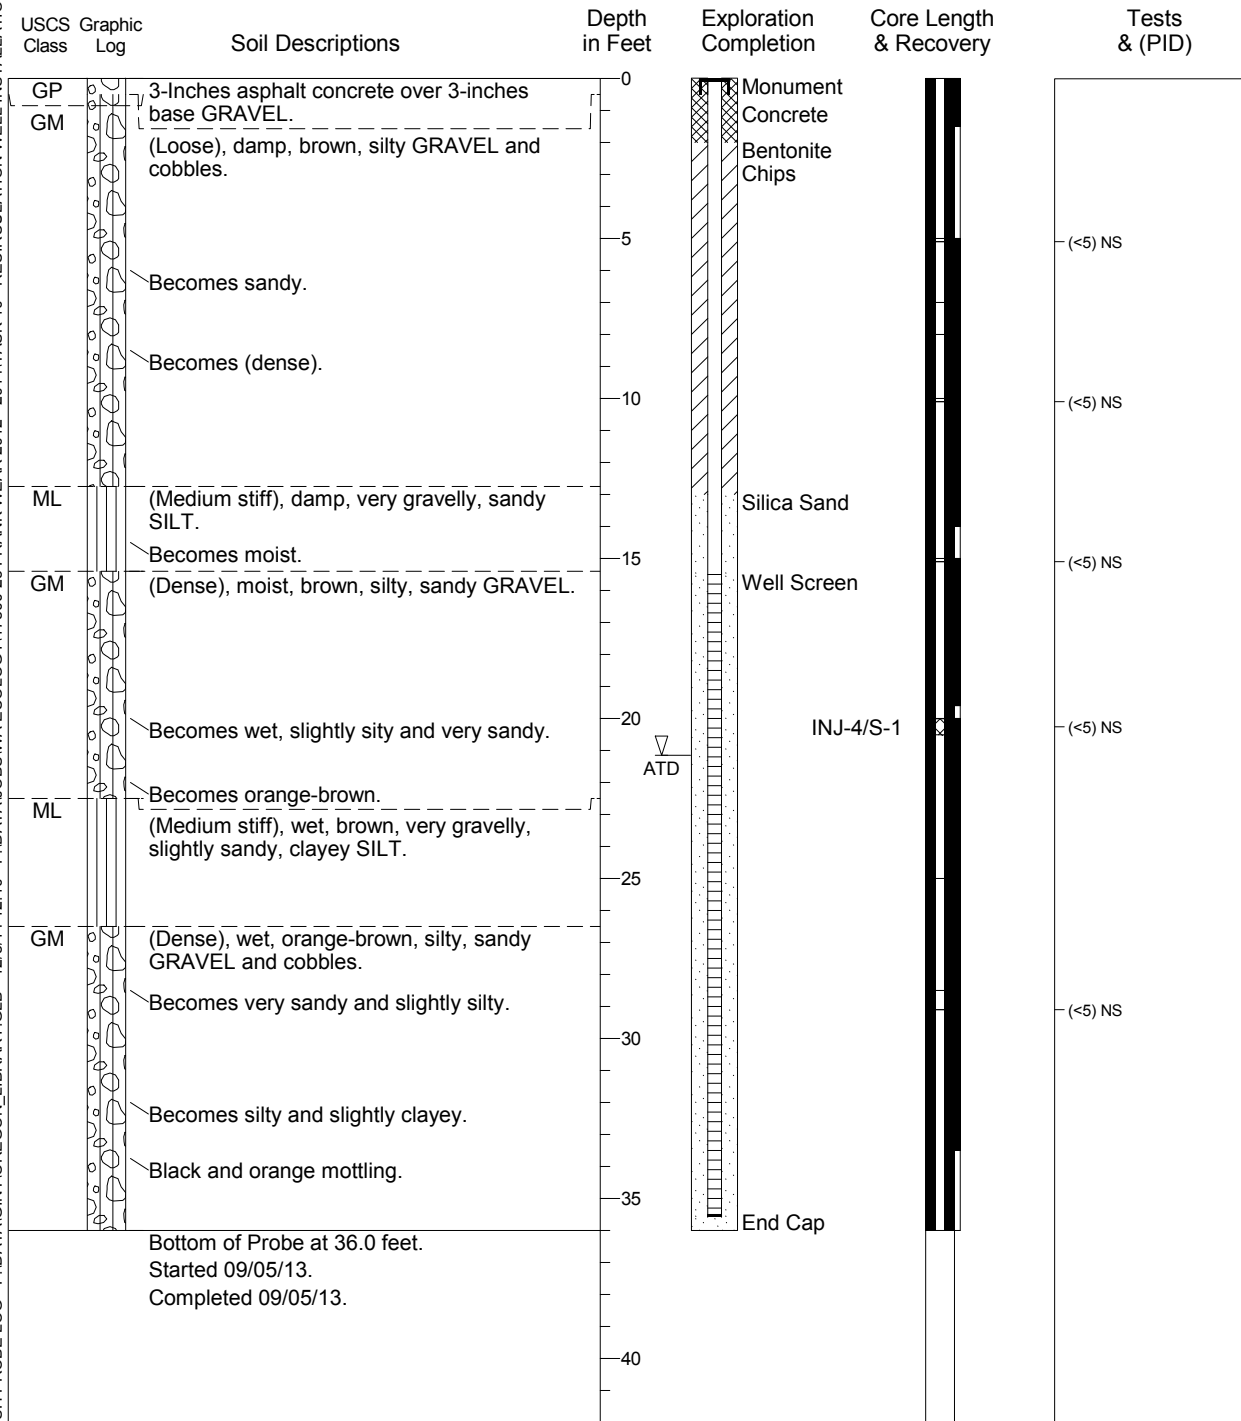 USCS Class
Graphic Log
Soil Descriptions
Depth in Feet
Exploration Completion
Core Length & Recovery
Tests & (PID)
GP
3-Inches asphalt concrete over 3-inches
base GRAVEL.
GM
(Loose), damp, brown, silty GRAVEL and
cobbles.
Becomes sandy.
Becomes (dense).
ML
(Medium stiff), damp, very gravelly, sandy
SILT.
Becomes moist.
GM
(Dense), moist, brown, silty, sandy GRAVEL.
Becomes wet, slightly sity and very sandy.
Becomes orange-brown.
ML
(Medium stiff), wet, brown, very gravelly,
slightly sandy, clayey SILT.
GM
(Dense), wet, orange-brown, silty, sandy
GRAVEL and cobbles.
Becomes very sandy and slightly silty.
Becomes silty and slightly clayey.
Black and orange mottling.
Bottom of Probe at 36.0 feet.
Started 09/05/13.
Completed 09/05/13.
0
5
10
15
20
25
30
35
40
ATD
Monument
Concrete
Bentonite
Chips
Silica Sand
Well Screen
End Cap
INJ-4/S-1
(<5) NS
(<5) NS
(<5) NS
(<5) NS
(<5) NS